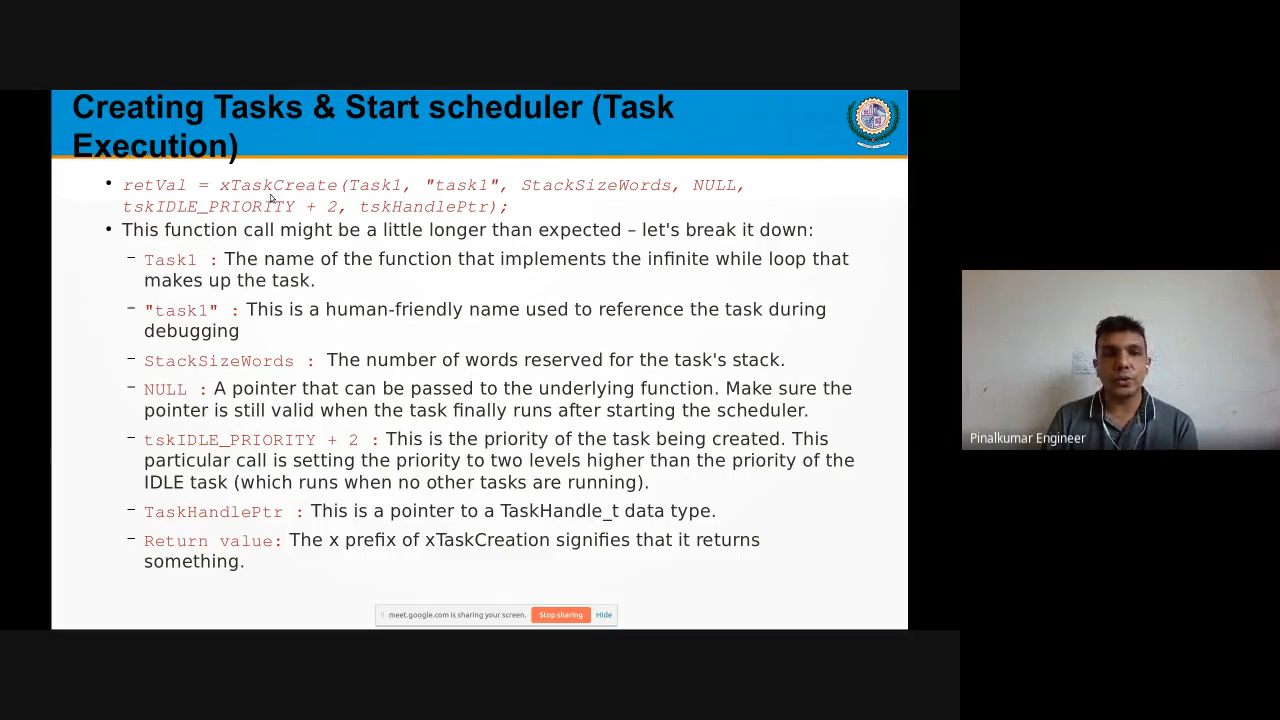 Creating Tasks & Start scheduler (Task
Execution)
• retVal = xTaskCreate(Task1, "task1", StackSizeWords, NULL,
tskIDLE_PRIORITY + 2, tskHandlePtr);
• This function call might be a little longer than expected – let's break it down:
– Task1 : The name of the function that implements the infinite while loop that
makes up the task.
– "task1" : This is a human-friendly name used to reference the task during
debugging
– StackSizeWords : The number of words reserved for the task's stack.
– NULL : A pointer that can be passed to the underlying function. Make sure the
pointer is still valid when the task finally runs after starting the scheduler.
– tskIDLE_PRIORITY + 2 : This is the priority of the task being created. This
particular call is setting the priority to two levels higher than the priority of the
IDLE task (which runs when no other tasks are running).
– TaskHandlePtr : This is a pointer to a TaskHandle_t data type.
– Return value: The x prefix of xTaskCreation signifies that it returns
something.
meet.google.com is sharing your screen. Stop sharing Hide
Pinalkumar Engineer